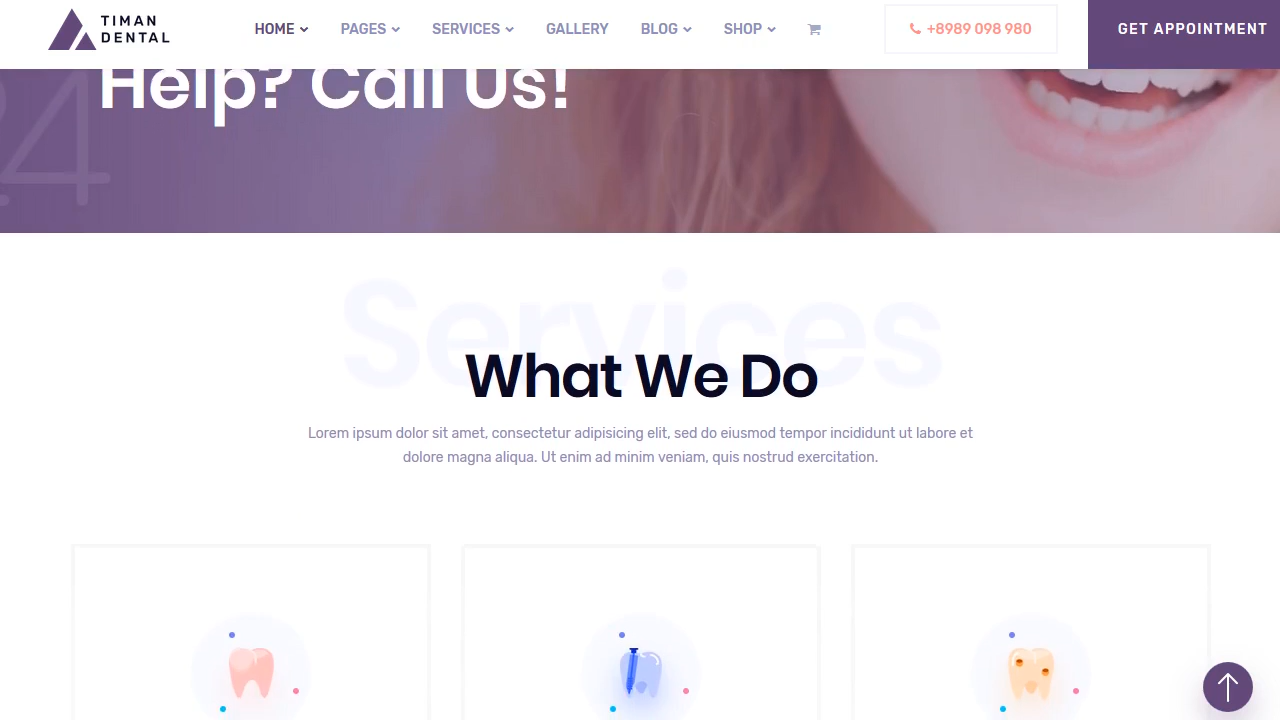 TIMAN
DENTAL
HOME
PAGES
SERVICES
GALLERY
BLOG
SHOP
+8989 098 980
GET APPOINTMENT
24
Help? Call Us!
Services
What We Do
Lorem ipsum dolor sit amet, consectetur adipisicing elit, sed do eiusmod tempor incididunt ut labore et
dolore magna aliqua. Ut enim ad minim veniam, quis nostrud exercitation.